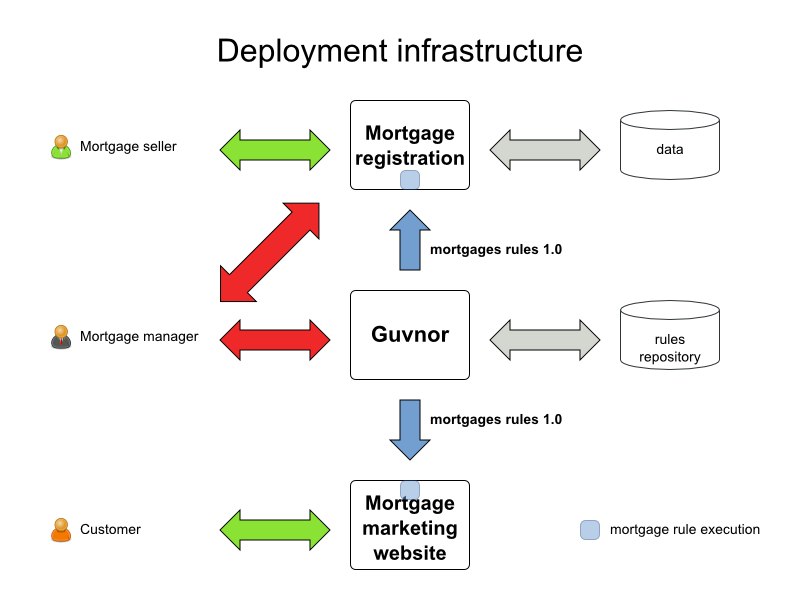 Deployment infrastructure
Mortgage seller
Mortgage
registration
data
mortgages rules 1.0
Mortgage manager
Guvnor
rules
repository
mortgages rules 1.0
Customer
Mortgage
marketing
website
mortgage rule execution